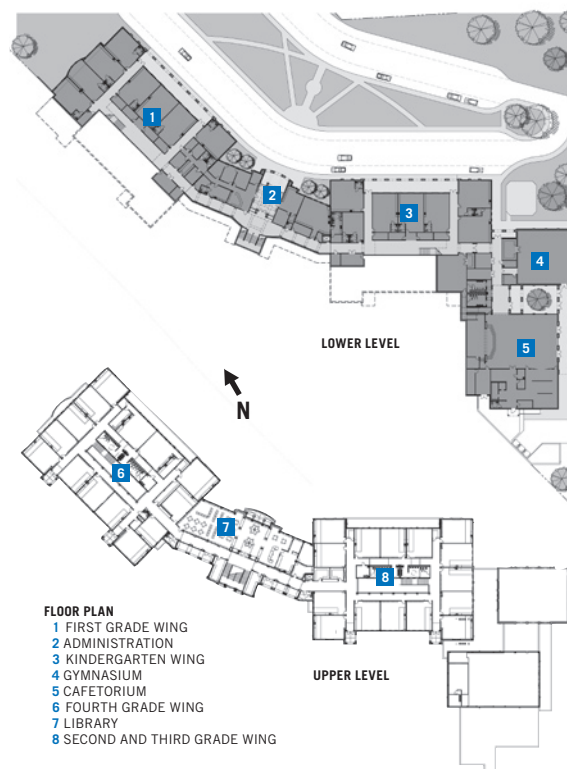 1
2
3
4
5
LOWER LEVEL
N
6
7
8
FLOOR PLAN
1 FIRST GRADE WING
2 ADMINISTRATION
3 KINDERGARTEN WING
4 GYMNASIUM
5 CAFETORIUM
6 FOURTH GRADE WING
7 LIBRARY
8 SECOND AND THIRD GRADE WING
UPPER LEVEL